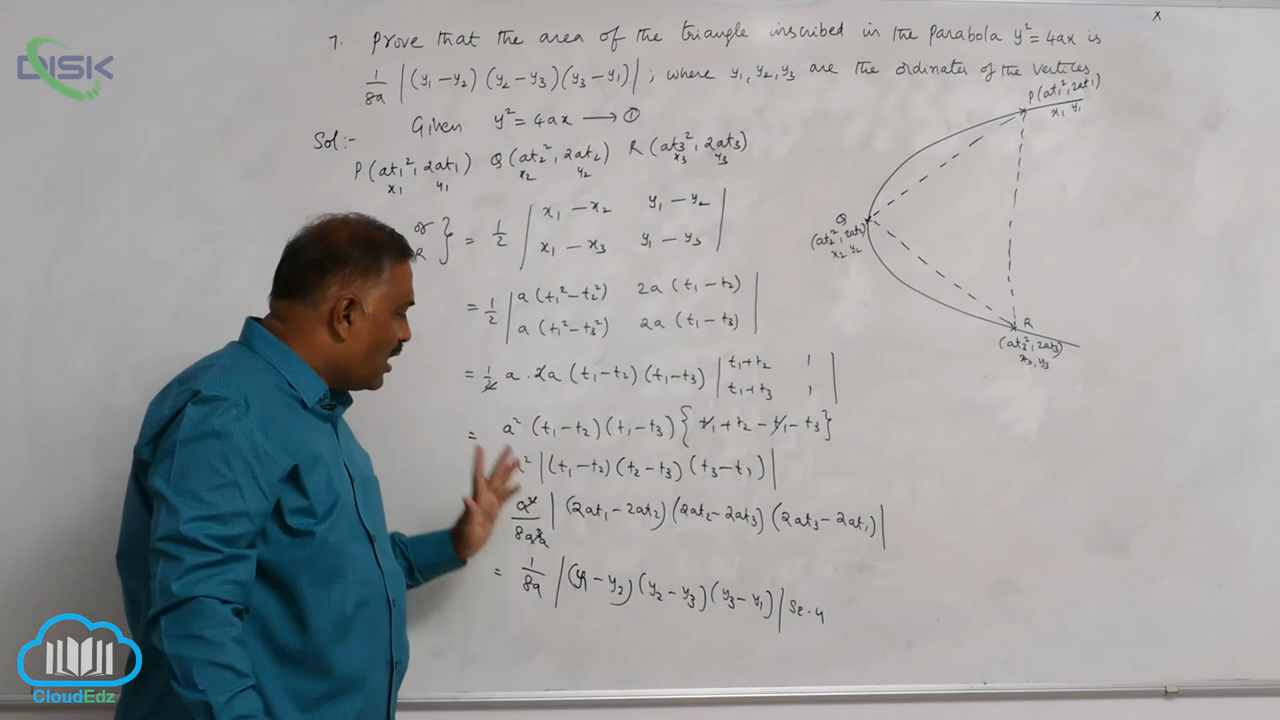 DISK
x
7. Prove that the area of the triangle inscribed in the Parabola y² = 4ax is
1/8a |(y₁ - y₂) (y₂ - y₃)(y₃ - y₁)| ; where y₁, y₂, y₃ are the ordinates of the vertices
Sol:- Given y² = 4ax ⟶ ①
P(at₁², 2at₁) Q(at₂², 2at₂) R(at₃², 2at₃)
x₁ y₁ x₂ y₂ x₃ y₃
} = 1/2 | x₁ - x₂ y₁ - y₂ |
| x₁ - x₃ y₁ - y₃ |
= 1/2 | a(t₁² - t₂²) 2a (t₁ - t₂) |
| a(t₁² - t₃²) 2a (t₁ - t₃) |
= 1/2 a . 2a (t₁ - t₂) (t₁ - t₃) | t₁ + t₂ 1 |
| t₁ + t₃ 1 |
= a² (t₁ - t₂) (t₁ - t₃) { t₁ + t₂ - t₁ - t₃ }
a² |(t₁ - t₂) (t₂ - t₃) (t₃ - t₁)|
a²/8a³ | (2at₁ - 2at₂) (2at₂ - 2at₃) (2at₃ - 2at₁) |
= 1/8a |(y₁ - y₂) (y₂ - y₃) (y₃ - y₁)| Sq. u
P(at₁², 2at₁)
x₁ y₁
Q
(at₂², 2at₂)
x₂ y₂
R
(at₃², 2at₃)
x₃, y₃
CloudEdz